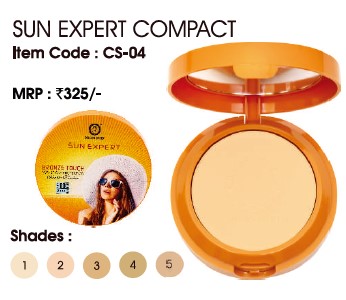 SUN EXPERT COMPACT
Item Code : CS-04
MRP : ₹325/-
SUN EXPERT
BRONZE TOUCH
Shades :
1 2 3 4 5